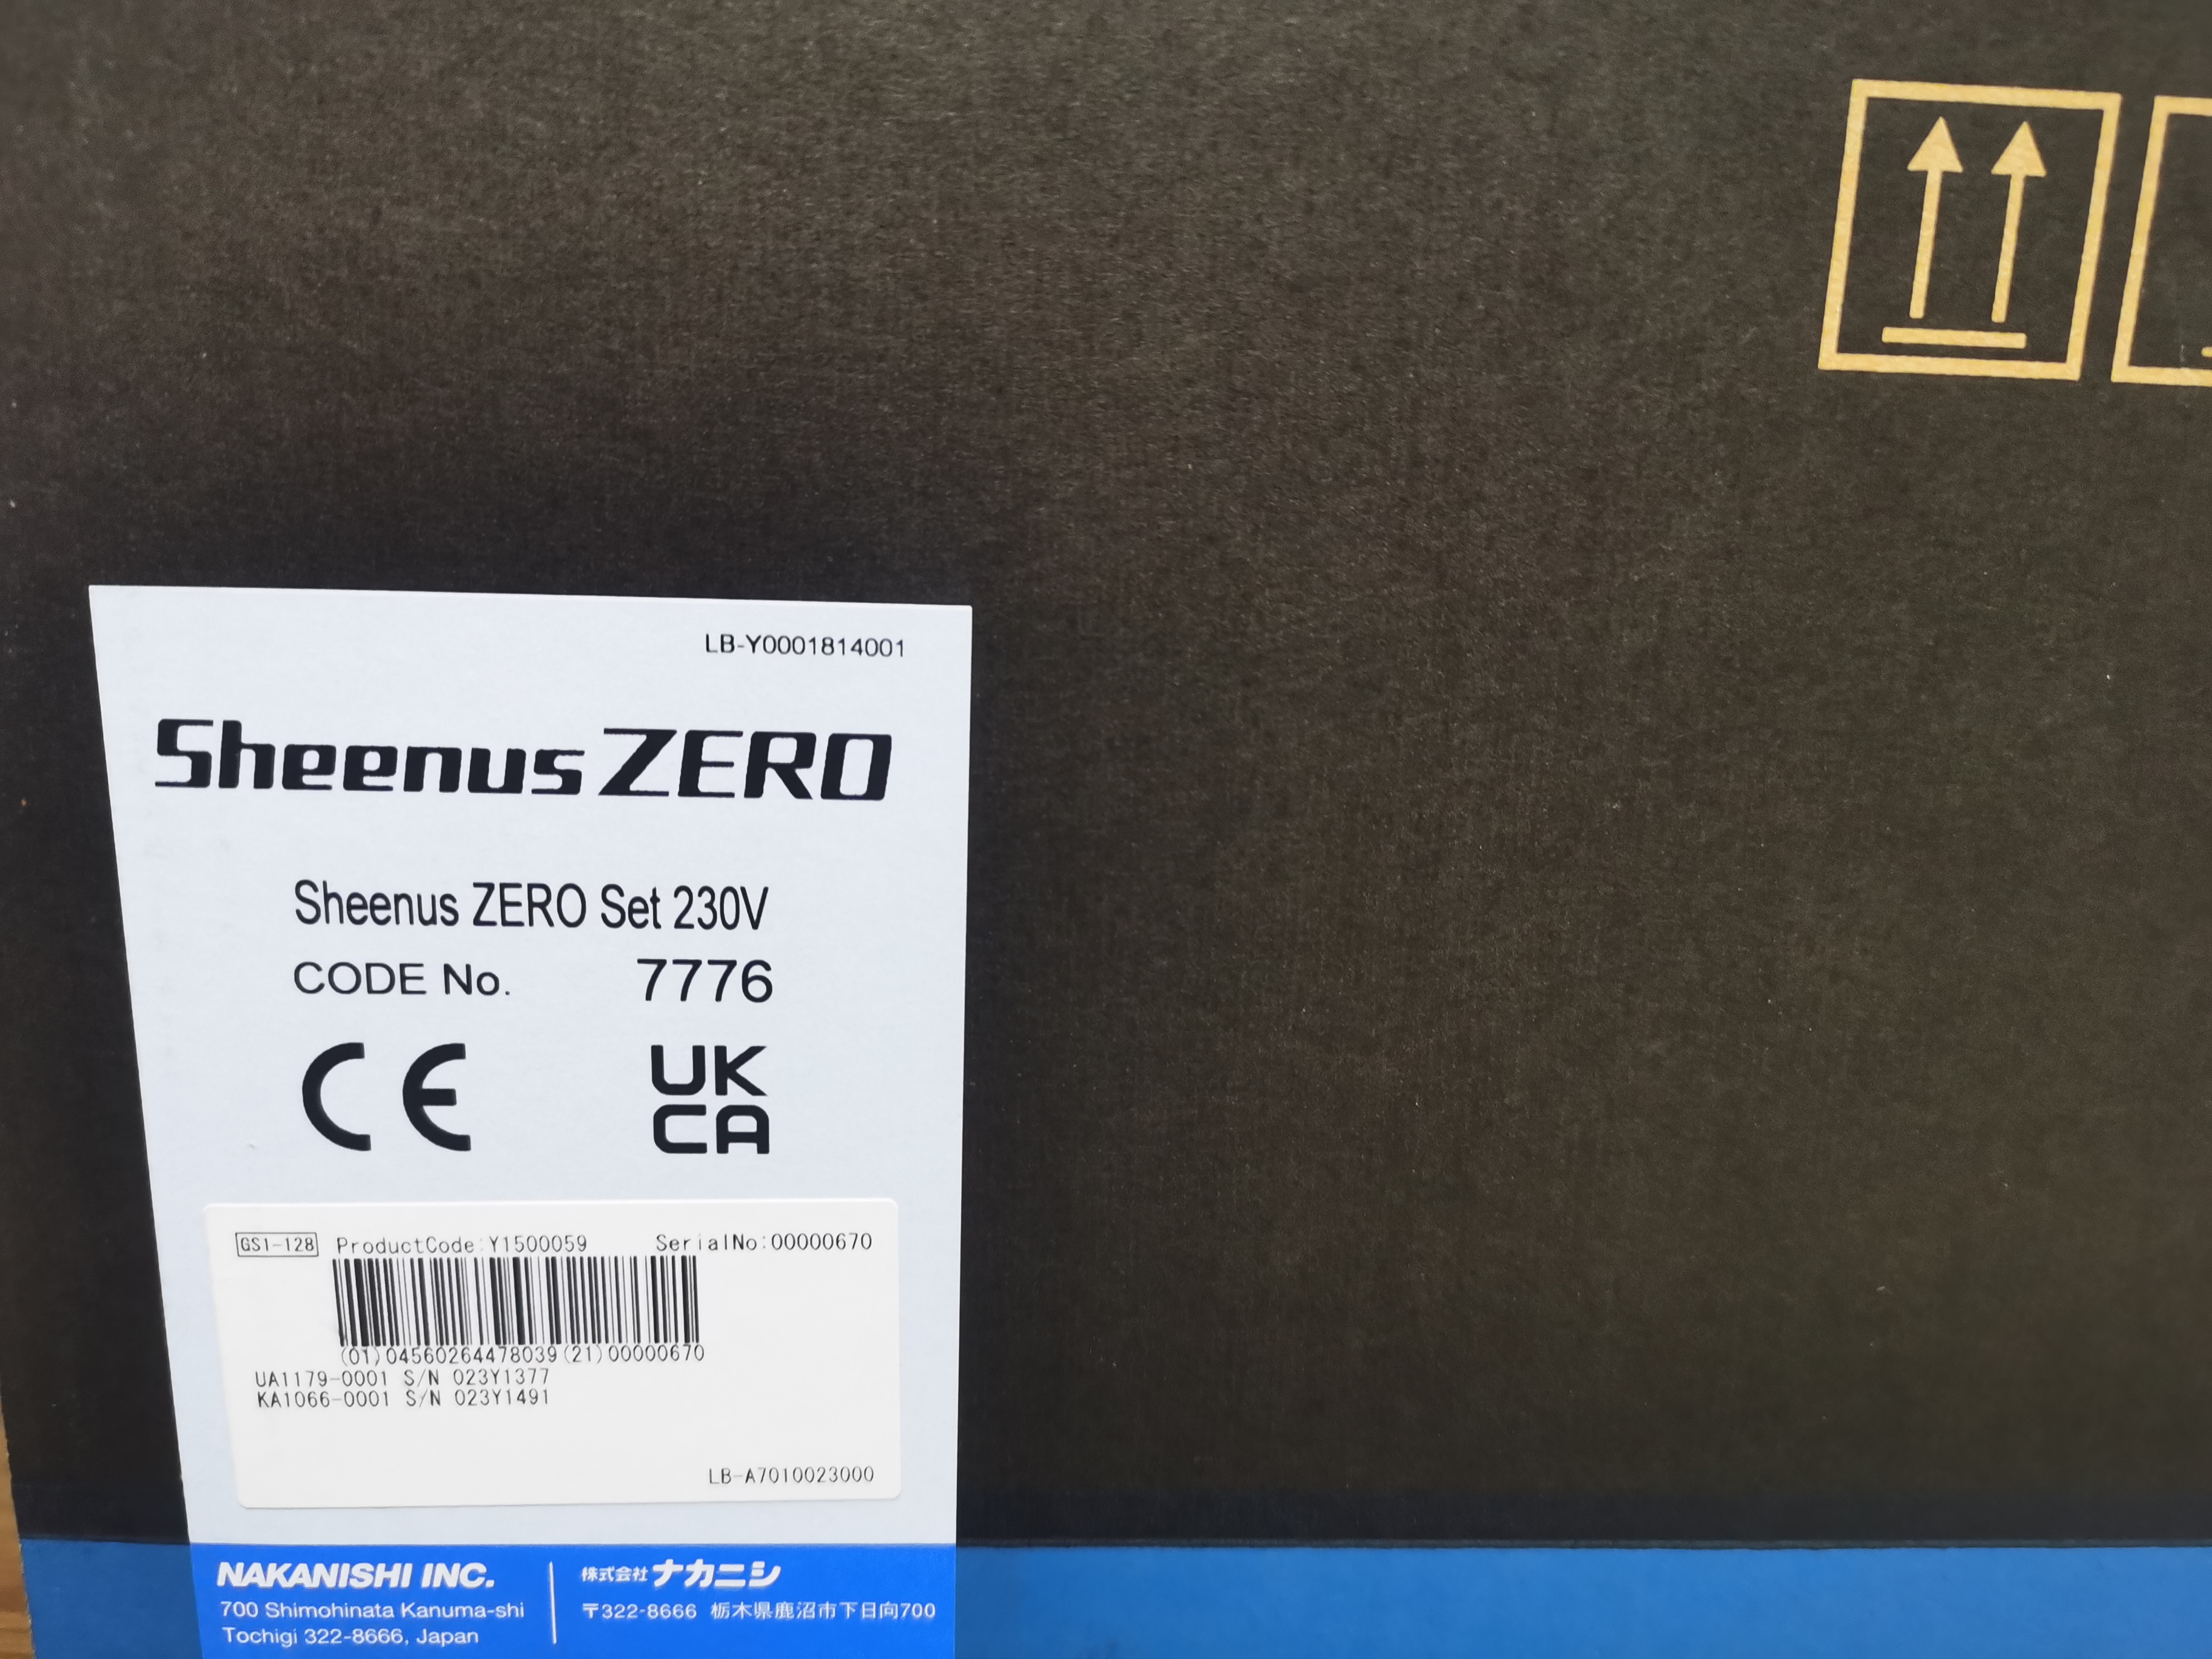 LB-Y0001814001
Sheenus ZERO
Sheenus ZERO Set 230V
CODE No. 7776
CE
UK
CA
GS1-128 ProductCode:Y1500059 SerialNo:00000670
(01)04560264478039(21)00000670
UA1179-0001 S/N 023Y1377
KA1066-0001 S/N 023Y1491
LB-A7010023000
NAKANISHI INC.
700 Shimohinata Kanuma-shi
Tochigi 322-8666, Japan
株式会社ナカニシ
〒322-8666 栃木県鹿沼市下日向700